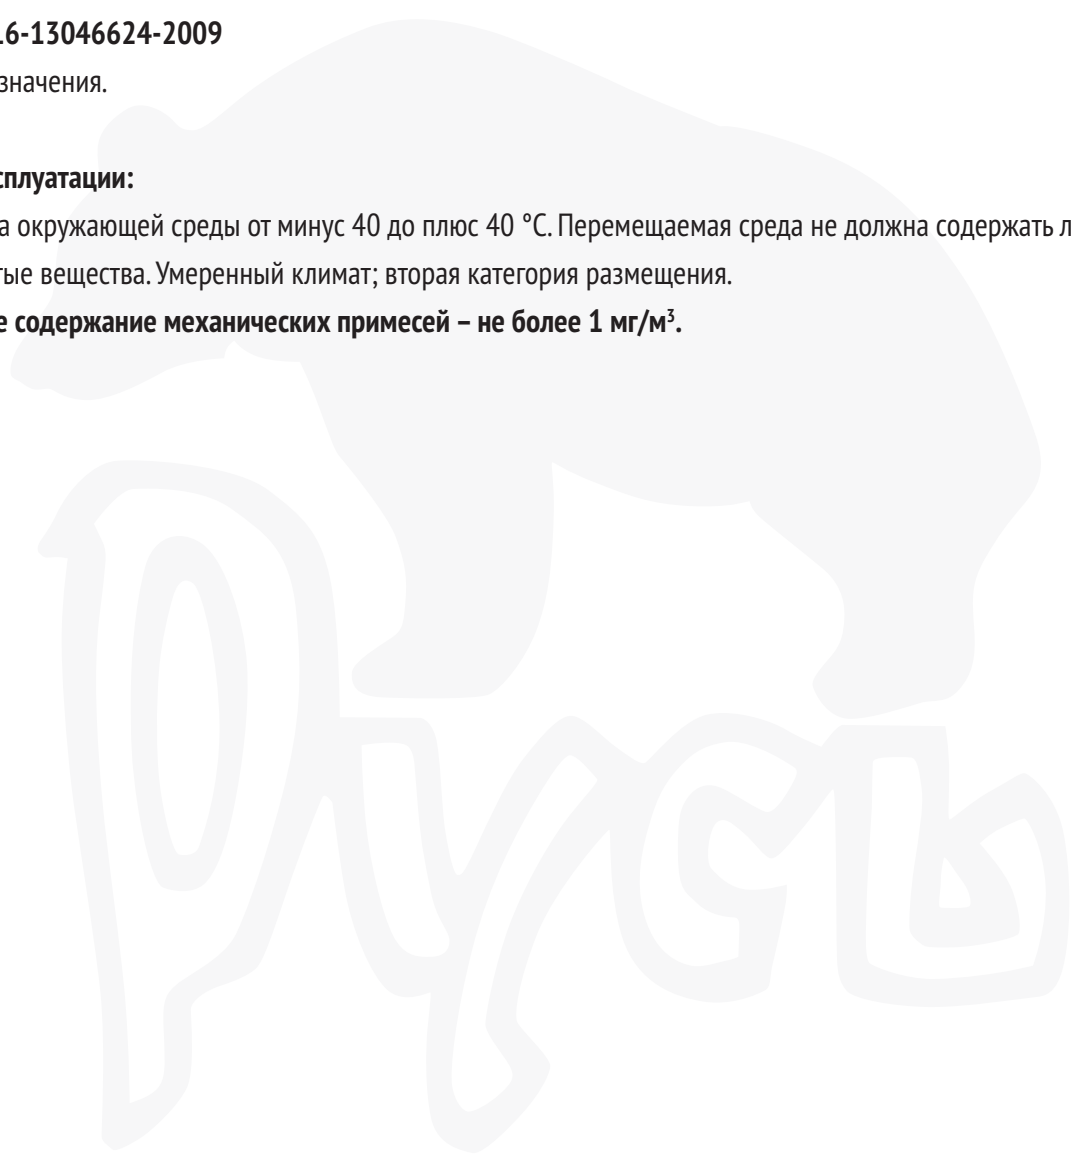 16-13046624-2009
значения.
сплуатации:
а окружающей среды от минус 40 до плюс 40 °С. Перемещаемая среда не должна содержать л
тые вещества. Умеренный климат; вторая категория размещения.
е содержание механических примесей – не более 1 мг/м³.
Русь